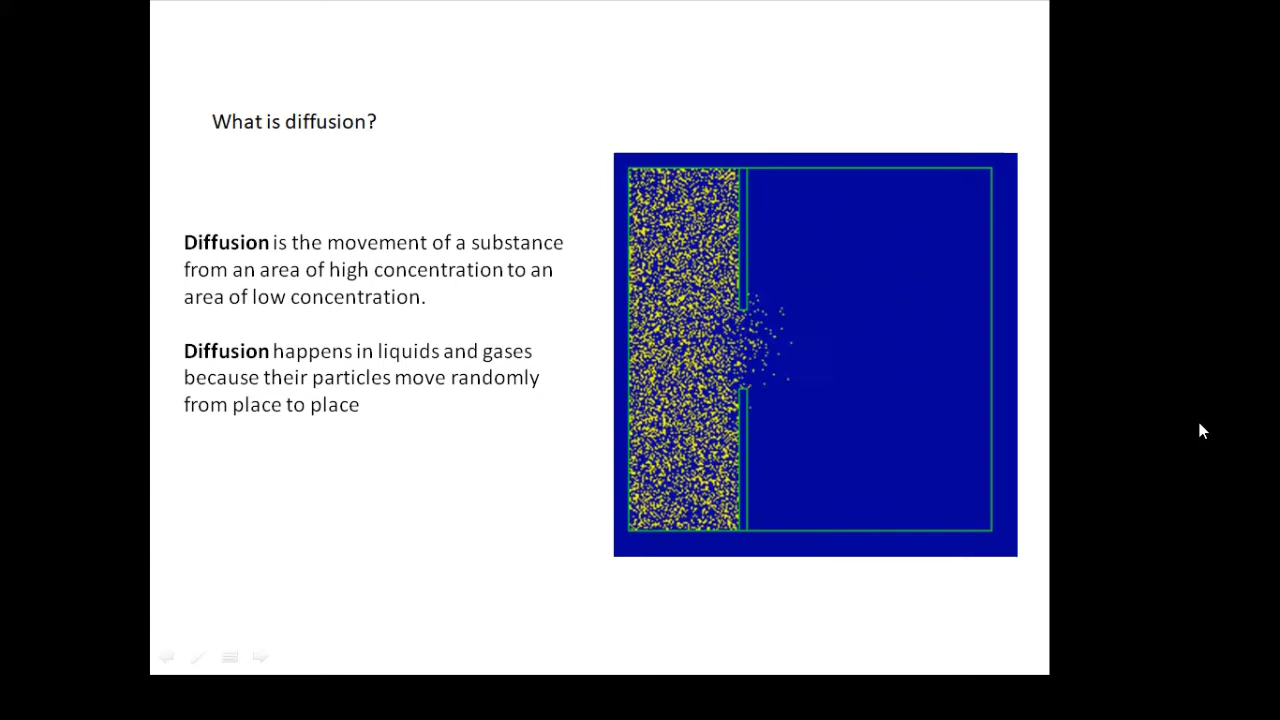 What is diffusion?
Diffusion is the movement of a substance
from an area of high concentration to an
area of low concentration.
Diffusion happens in liquids and gases
because their particles move randomly
from place to place